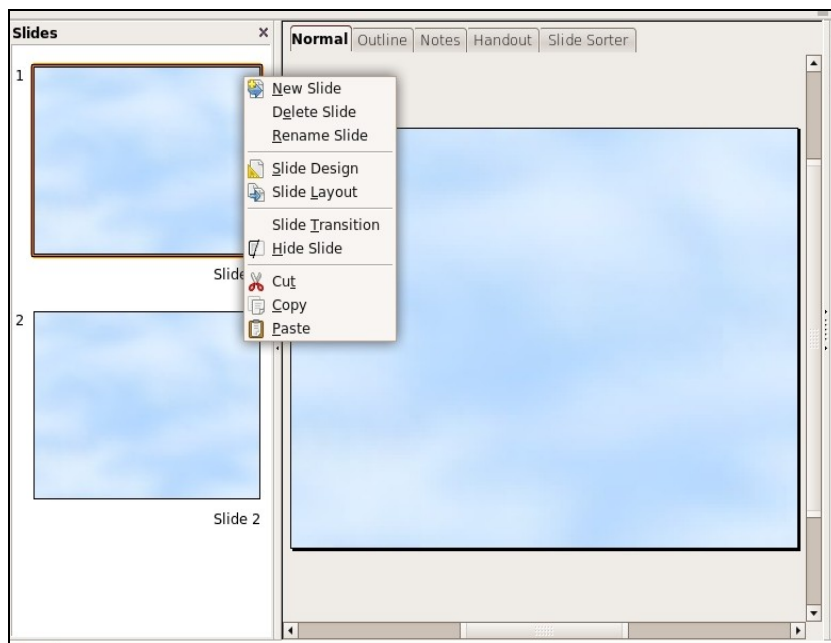 Slides
Normal Outline Notes Handout Slide Sorter
1
New Slide
Delete Slide
Rename Slide
Slide Design
Slide Layout
Slide Transition
Hide Slide
Slide
Cut
Copy
Paste
2
Slide 2